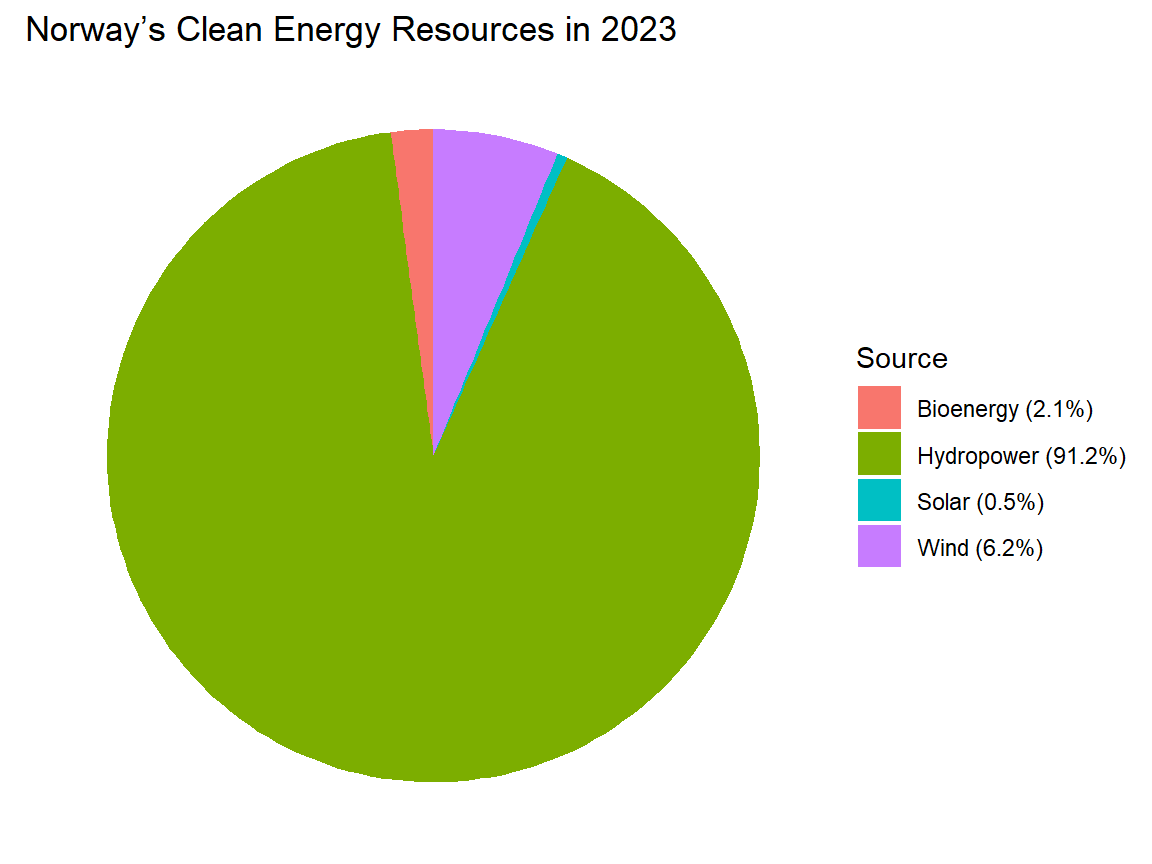 Norway’s Clean Energy Resources in 2023
Source
Bioenergy (2.1%)
Hydropower (91.2%)
Solar (0.5%)
Wind (6.2%)